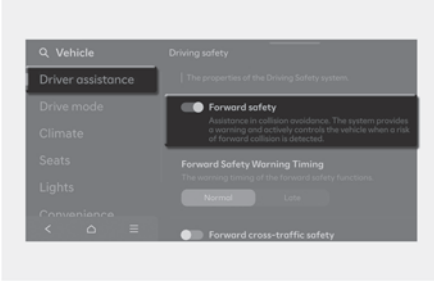 Vehicle
Driver assistance
Drive mode
Climate
Seats
Lights
Convenience
Driving safety
The properties of the Driving Safety system.
Forward safety
Assistance in collision avoidance. The system provides
a warning and actively controls the vehicle when a risk
of forward collision is detected.
Forward Safety Warning Timing
The warning timing of the forward safety functions.
Normal
Late
Forward cross-traffic safety